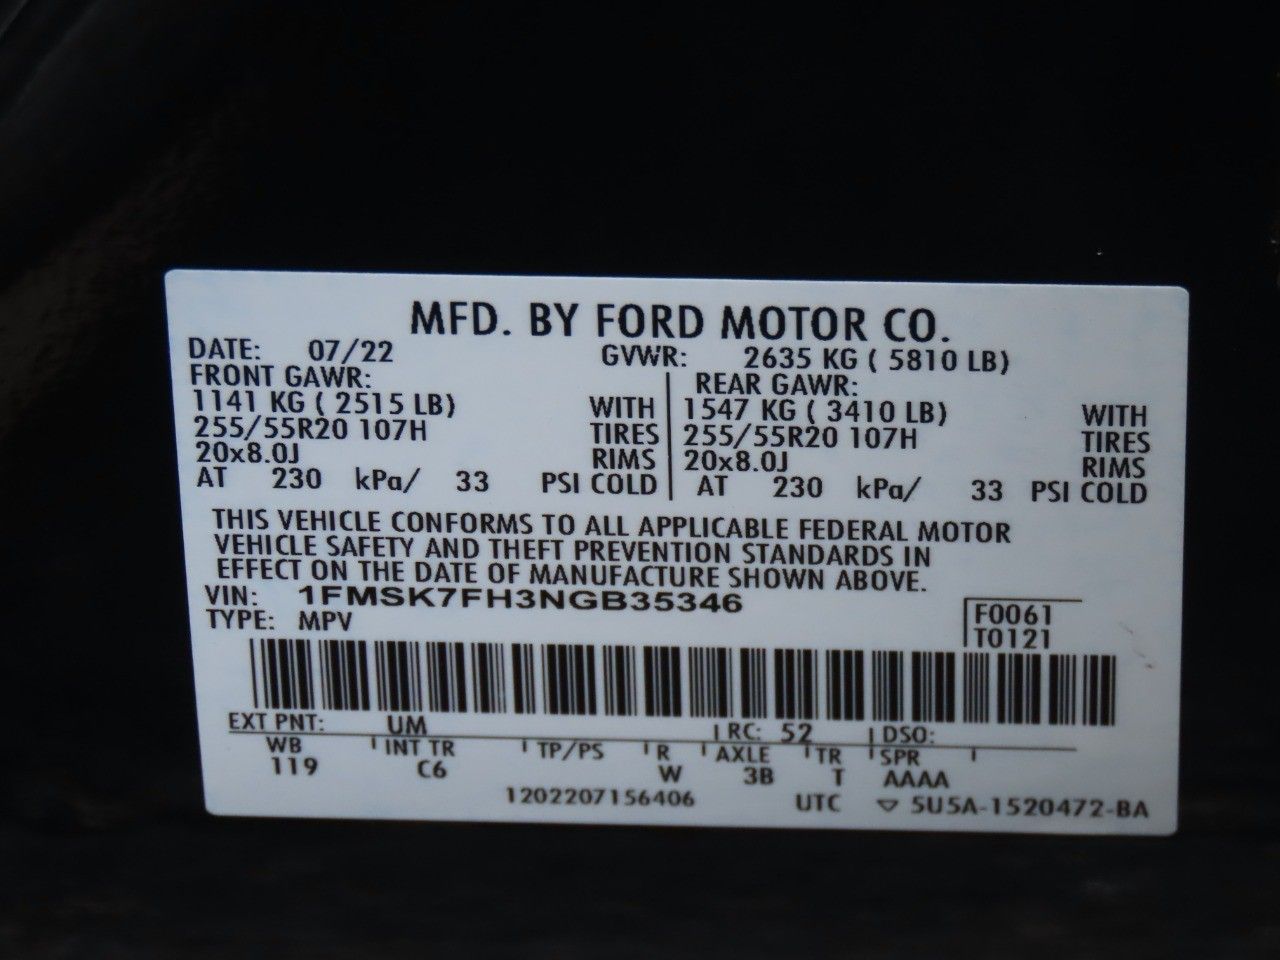 MFD. BY FORD MOTOR CO.
DATE: 07/22 GVWR: 2635 KG ( 5810 LB)
FRONT GAWR: REAR GAWR:
1141 KG ( 2515 LB) WITH 1547 KG ( 3410 LB) WITH
255/55R20 107H TIRES 255/55R20 107H TIRES
20x8.0J RIMS 20x8.0J RIMS
AT 230 kPa/ 33 PSI COLD AT 230 kPa/ 33 PSI COLD
THIS VEHICLE CONFORMS TO ALL APPLICABLE FEDERAL MOTOR
VEHICLE SAFETY AND THEFT PREVENTION STANDARDS IN
EFFECT ON THE DATE OF MANUFACTURE SHOWN ABOVE.
VIN: 1FMSK7FH3NGB35346 F0061
TYPE: MPV T0121
EXT PNT: UM RC: 52 DSO:
WB INT TR TP/PS R AXLE TR SPR
119 C6 W 3B T AAAA
1202207156406 UTC ▽ 5U5A-1520472-BA